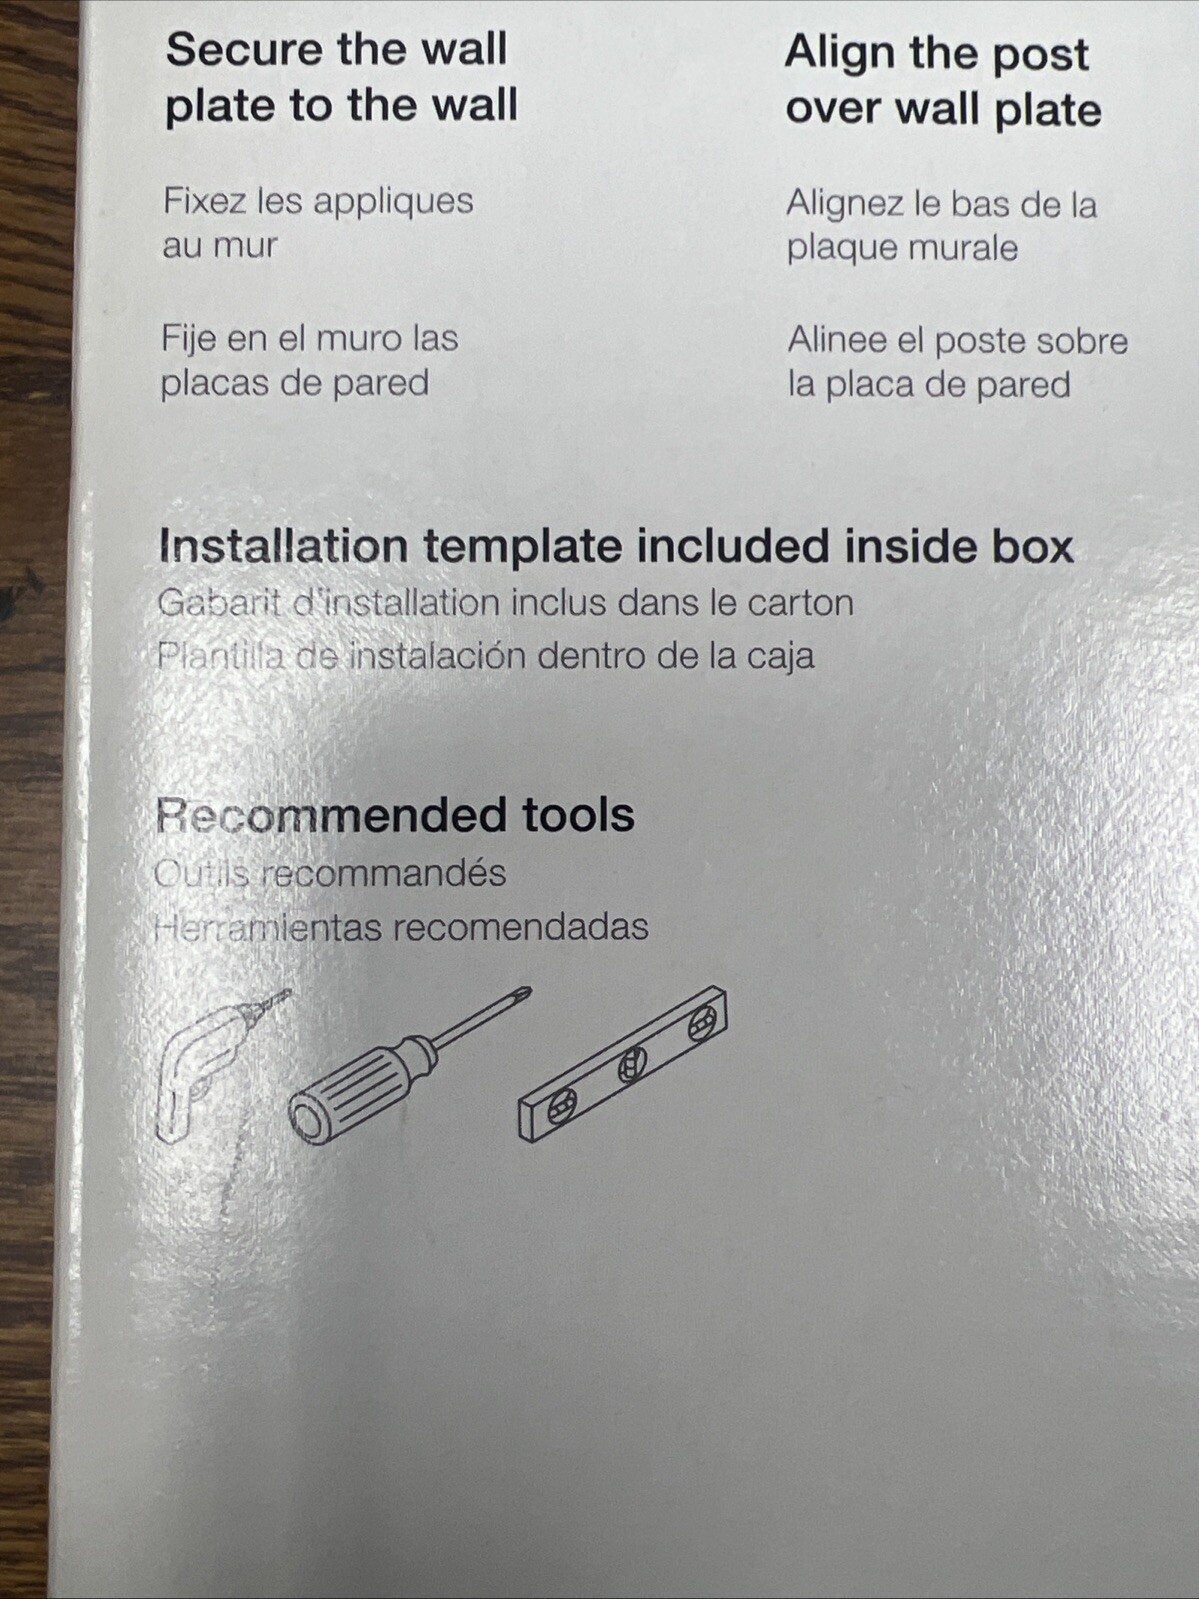 Secure the wall
plate to the wall
Fixez les appliques
au mur
Fije en el muro las
placas de pared
Align the post
over wall plate
Alignez le bas de la
plaque murale
Alinee el poste sobre
la placa de pared
Installation template included inside box
Gabarit d'installation inclus dans le carton
Plantilla de instalación dentro de la caja
Recommended tools
Outils recommandés
Herramientas recomendadas